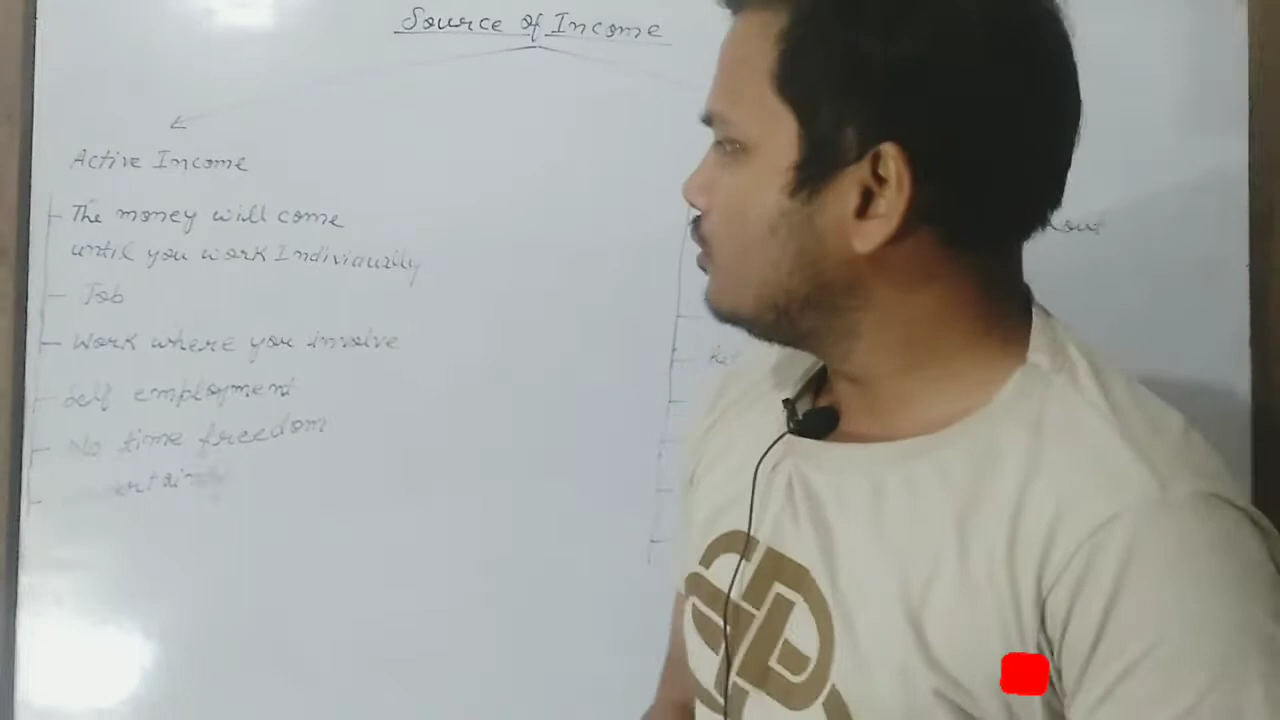 Source of Income
Active Income
The money will come
until you work Indiviaurlly
Job
Work where you involve
Self employment
No time freedom